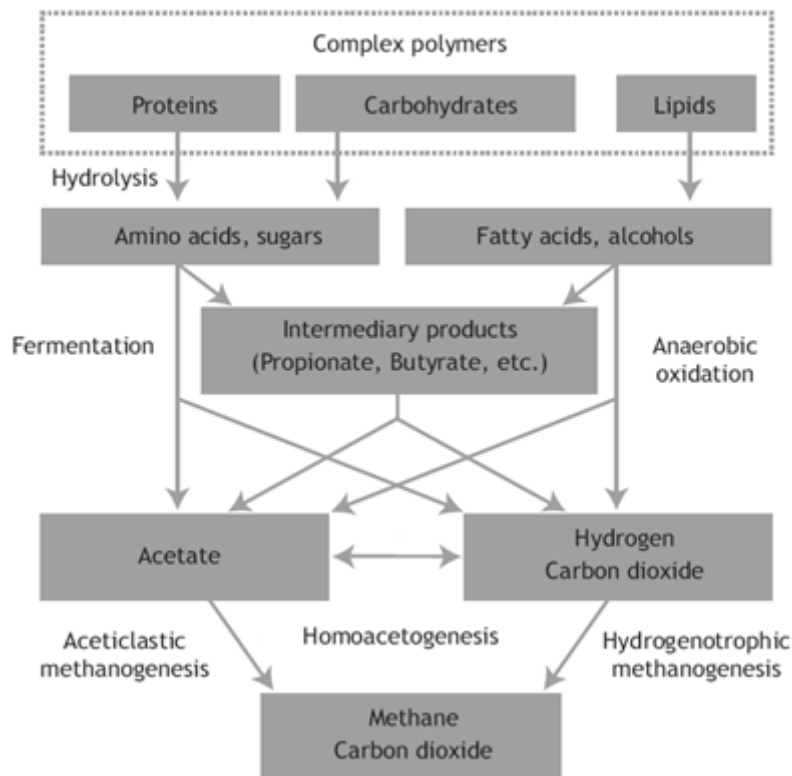 Complex polymers
Proteins
Carbohydrates
Lipids
Hydrolysis
Amino acids, sugars
Fatty acids, alcohols
Intermediary products
(Propionate, Butyrate, etc.)
Fermentation
Anaerobic
oxidation
Acetate
Hydrogen
Carbon dioxide
Aceticlastic
methanogenesis
Homoacetogenesis
Hydrogenotrophic
methanogenesis
Methane
Carbon dioxide